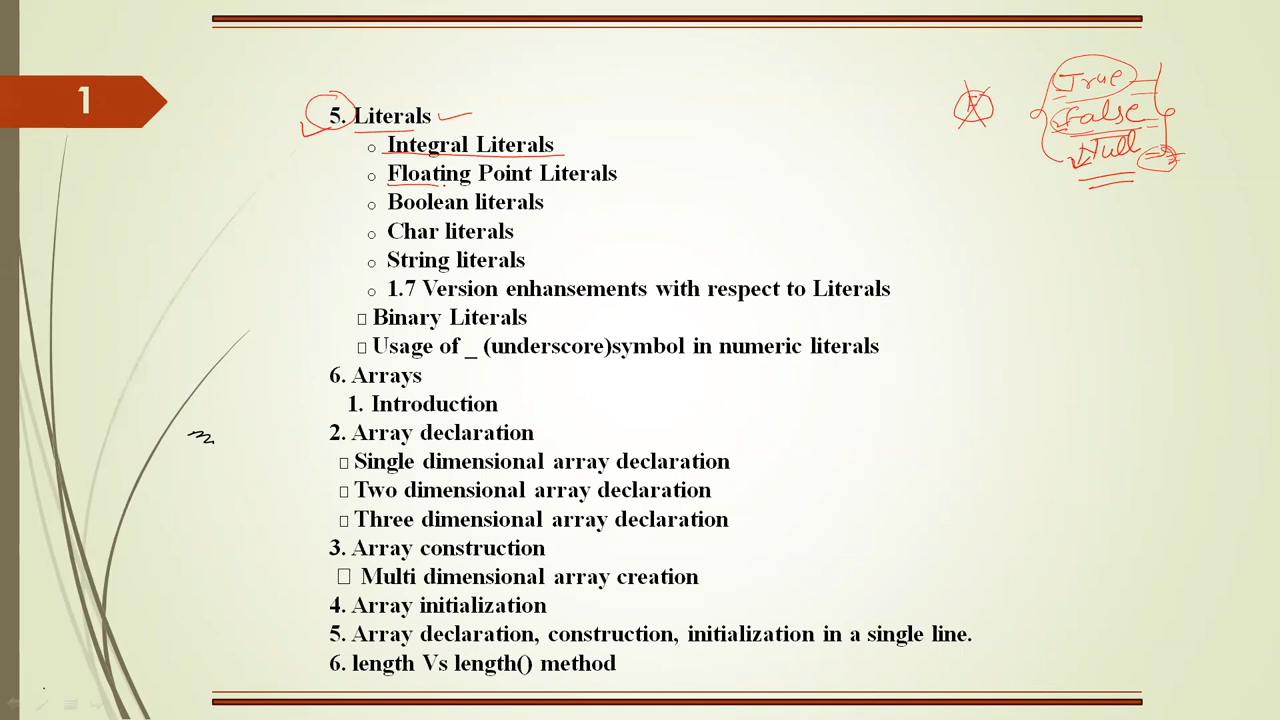 1
5. Literals
Integral Literals
Floating Point Literals
Boolean literals
Char literals
String literals
1.7 Version enhansements with respect to Literals
Binary Literals
Usage of _ (underscore)symbol in numeric literals
6. Arrays
1. Introduction
2. Array declaration
Single dimensional array declaration
Two dimensional array declaration
Three dimensional array declaration
3. Array construction
Multi dimensional array creation
4. Array initialization
5. Array declaration, construction, initialization in a single line.
6. length Vs length() method
True
False
Null